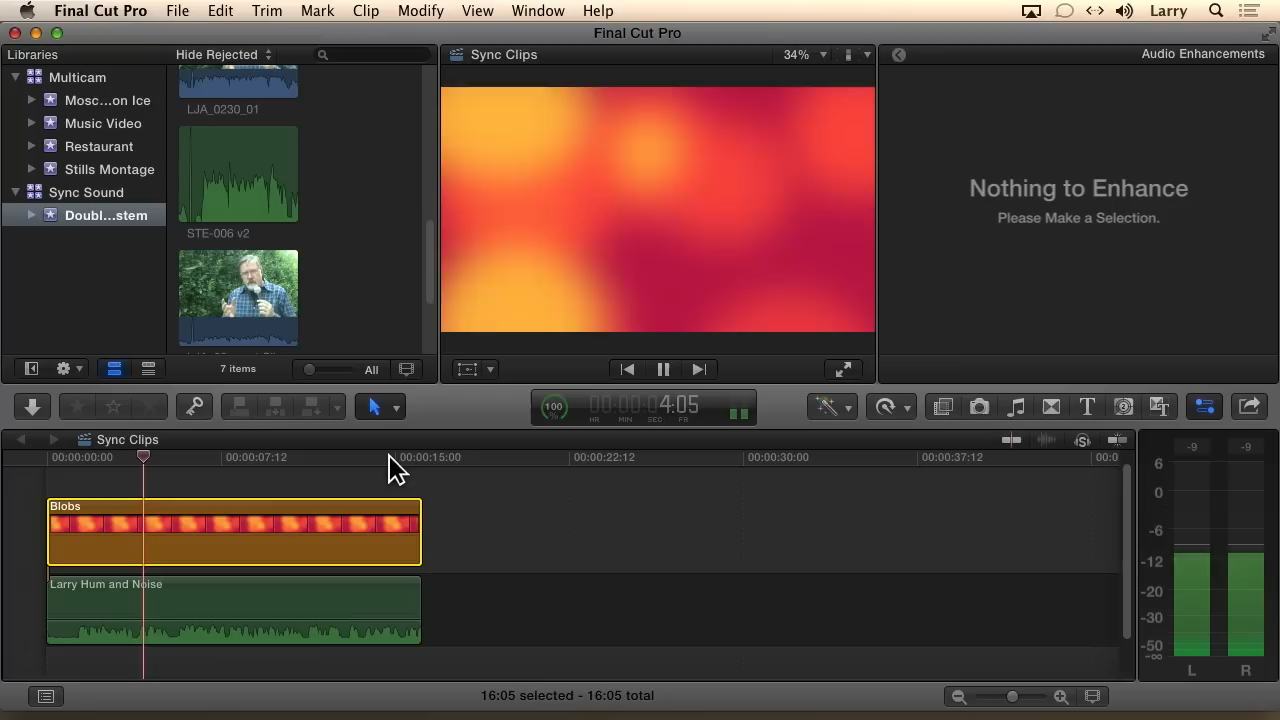 Final Cut Pro File Edit Trim Mark Clip Modify View Window Help Larry
Final Cut Pro
Libraries Hide Rejected Sync Clips 34% Audio Enhancements
Multicam
Mosc...on Ice
Music Video
Restaurant
Stills Montage
Sync Sound
Doubl...stem
LJA_0230_01
STE-006 v2
Nothing to Enhance
Please Make a Selection.
7 items All
100 % 00:00:04:05
HR MIN SEC FR
Sync Clips
00:00:00:00 00:00:07:12 00:00:15:00 00:00:22:12 00:00:30:00 00:00:37:12 00:0
Blobs
Larry Hum and Noise
-9 -9
6
0
-6
-12
-20
-30
-50
-∞
L R
16:05 selected - 16:05 total